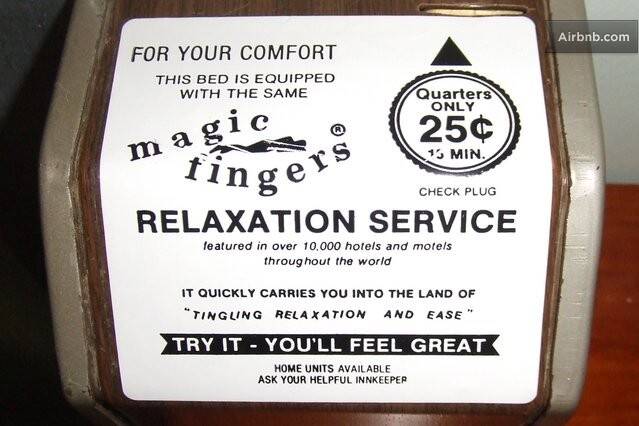 Airbnb.com
FOR YOUR COMFORT
THIS BED IS EQUIPPED
WITH THE SAME
magic
fingers®
Quarters
ONLY
25¢
15 MIN.
CHECK PLUG
RELAXATION SERVICE
featured in over 10,000 hotels and motels
throughout the world
IT QUICKLY CARRIES YOU INTO THE LAND OF
"TINGLING RELAXATION AND EASE"
TRY IT - YOU'LL FEEL GREAT
HOME UNITS AVAILABLE
ASK YOUR HELPFUL INNKEEPER